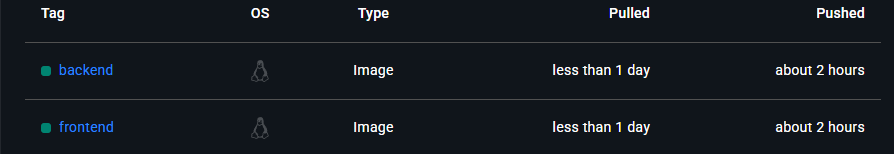 Tag OS Type Pulled Pushed
backend Image less than 1 day about 2 hours
frontend Image less than 1 day about 2 hours